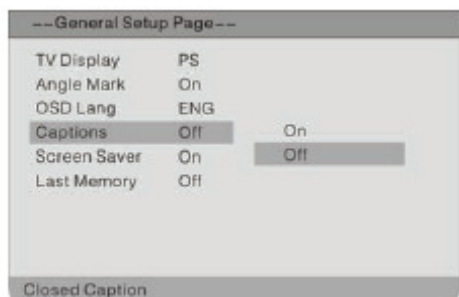 --General Setup Page--
TV Display PS
Angle Mark On
OSD Lang ENG
Captions Off On
Screen Saver On Off
Last Memory Off
Closed Caption